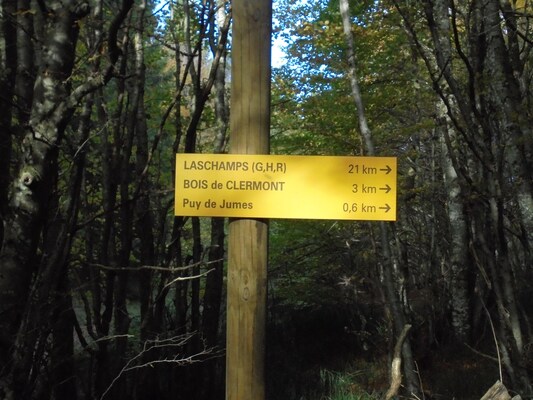 LASCHAMPS (G,H,R) 21 km →
BOIS de CLERMONT 3 km →
Puy de Jumes 0,6 km →